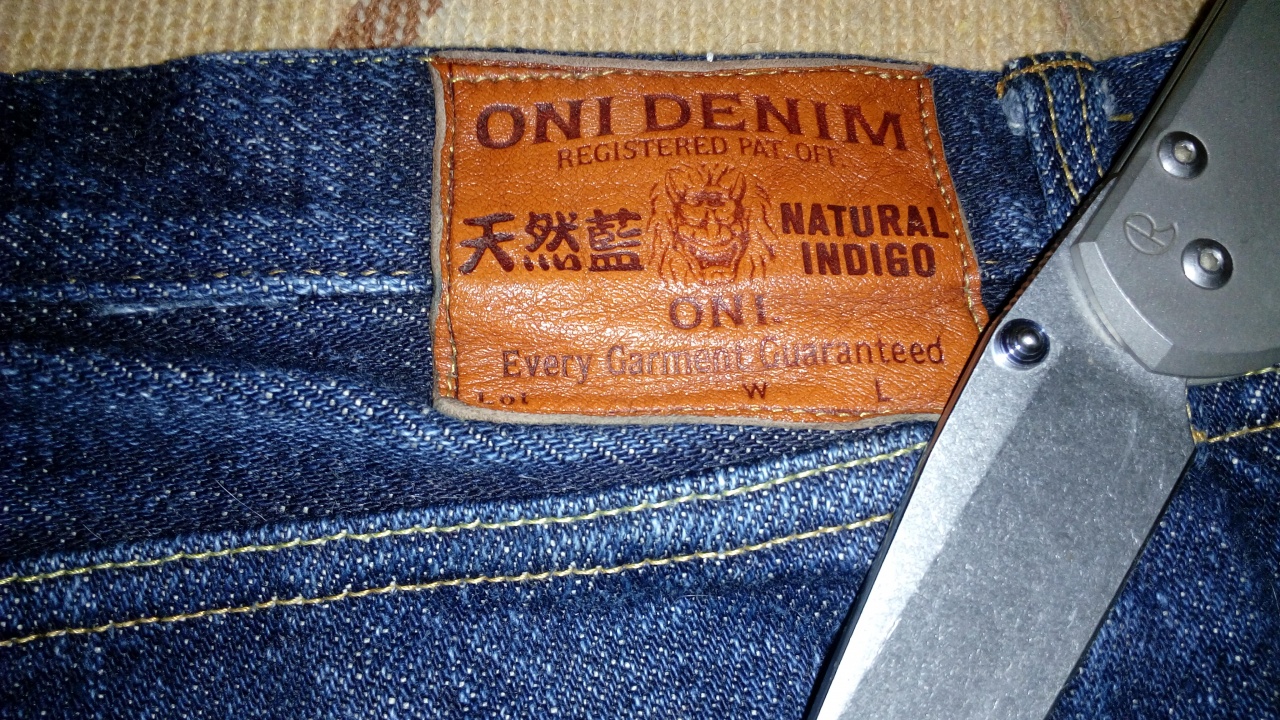 ONI DENIM
REGISTERED PAT. OFF.
天然藍 NATURAL INDIGO
ONI.
Every Garment Guaranteed
Lot W L